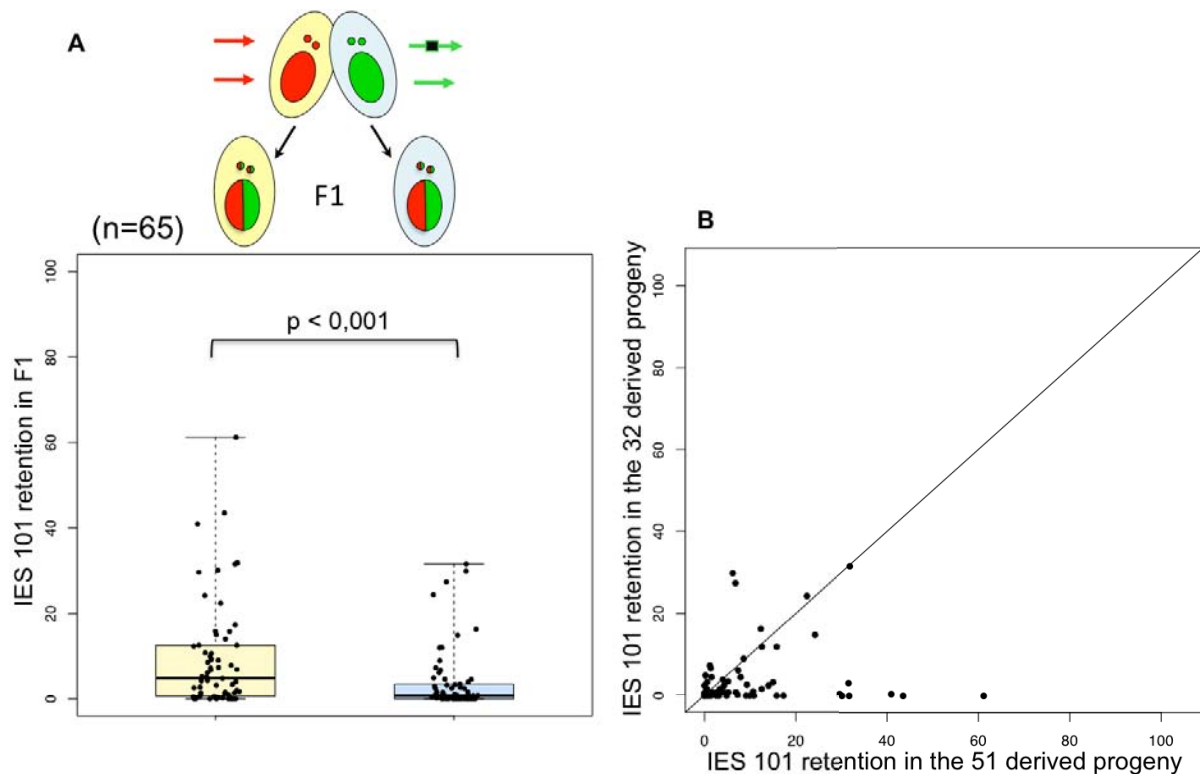 A
F1
(n=65)
100
80
60
40
20
0
IES 101 retention in F1
p < 0,001
B
100
80
60
40
20
0
IES 101 retention in the 32 derived progeny
0 20 40 60 80 100
IES 101 retention in the 51 derived progeny